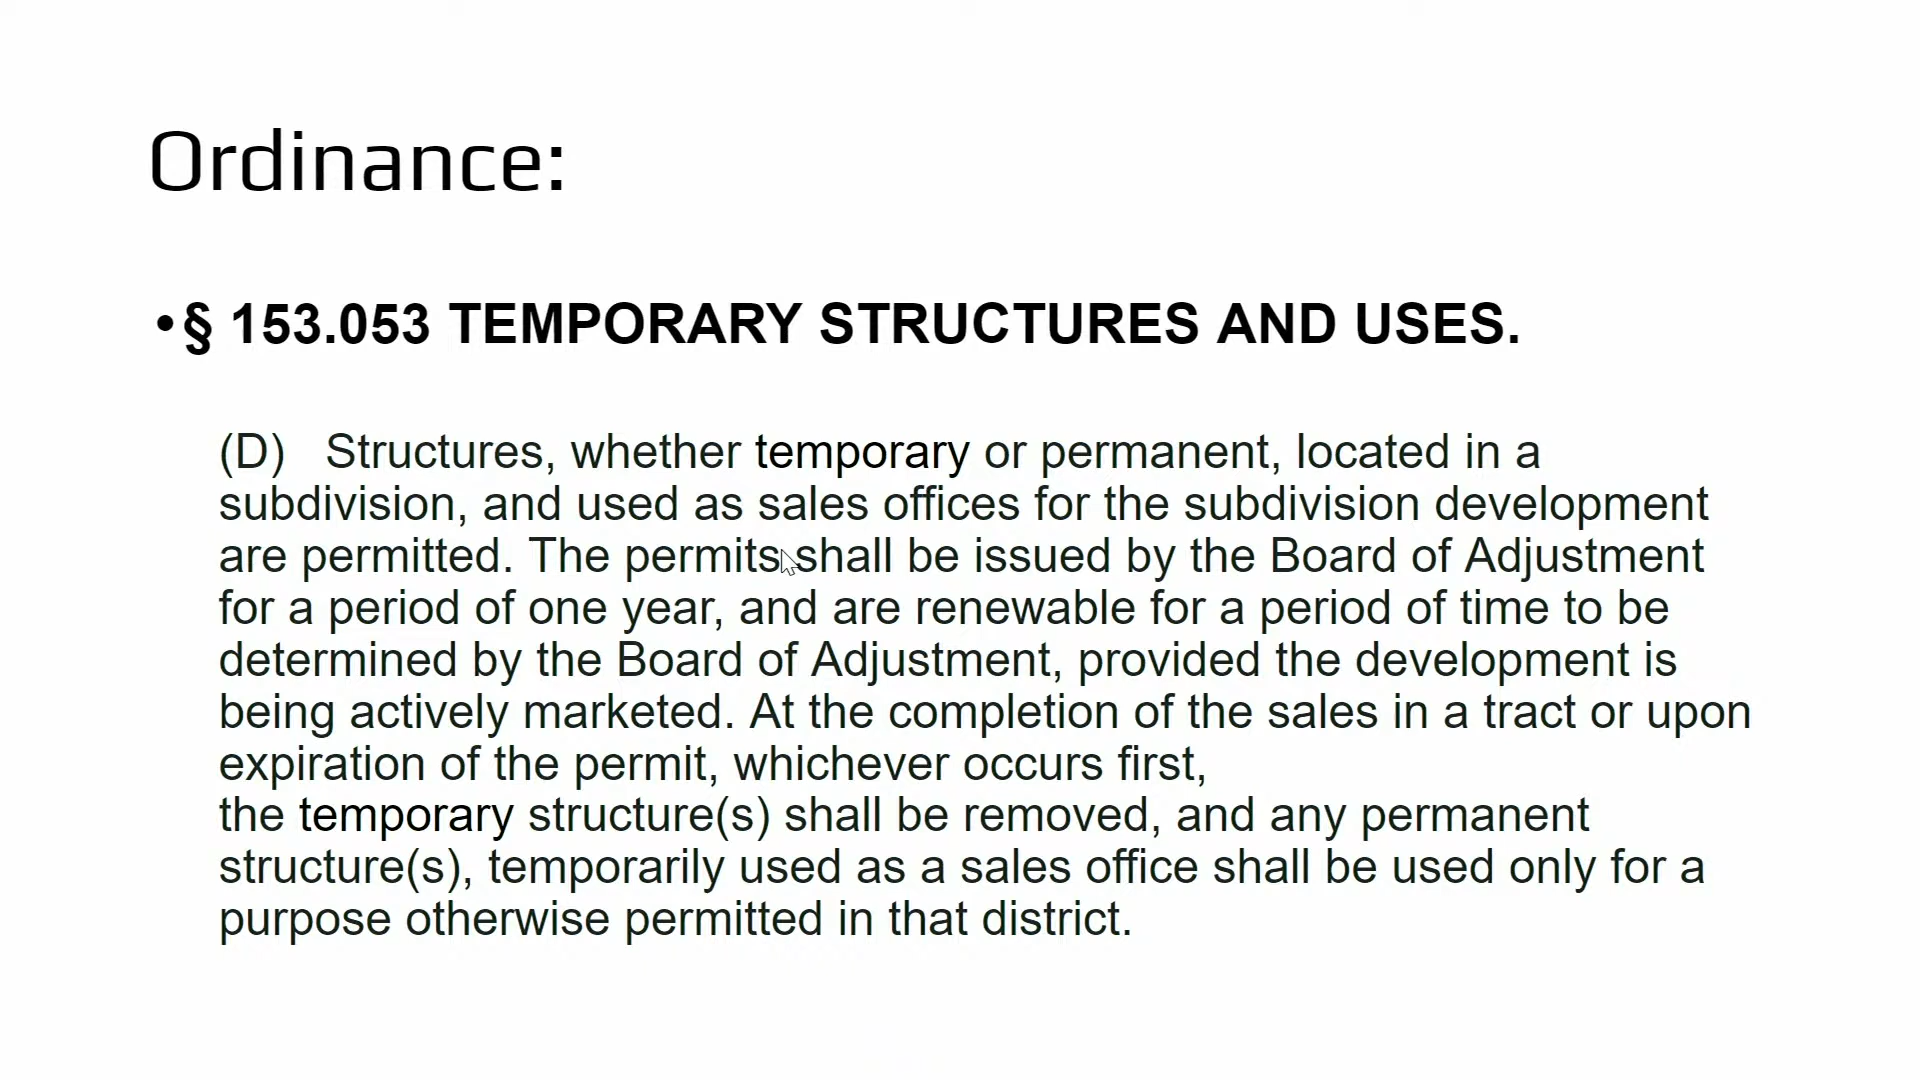 Ordinance:
•§ 153.053 TEMPORARY STRUCTURES AND USES.
(D) Structures, whether temporary or permanent, located in a
subdivision, and used as sales offices for the subdivision development
are permitted. The permits shall be issued by the Board of Adjustment
for a period of one year, and are renewable for a period of time to be
determined by the Board of Adjustment, provided the development is
being actively marketed. At the completion of the sales in a tract or upon
expiration of the permit, whichever occurs first,
the temporary structure(s) shall be removed, and any permanent
structure(s), temporarily used as a sales office shall be used only for a
purpose otherwise permitted in that district.